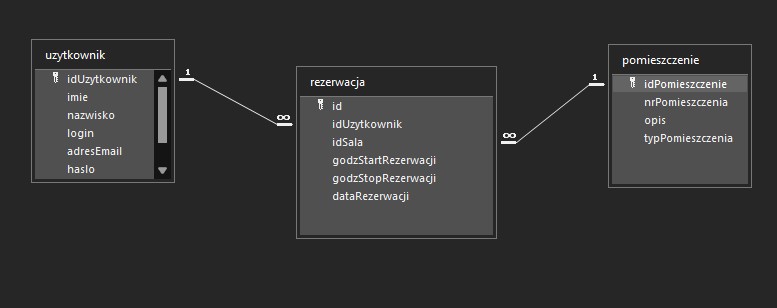 uzytkownik
idUzytkownik
imie
nazwisko
login
adresEmail
haslo
1
∞
rezerwacja
id
idUzytkownik
idSala
godzStartRezerwacji
godzStopRezerwacji
dataRezerwacji
∞
1
pomieszczenie
idPomieszczenie
nrPomieszczenia
opis
typPomieszczenia